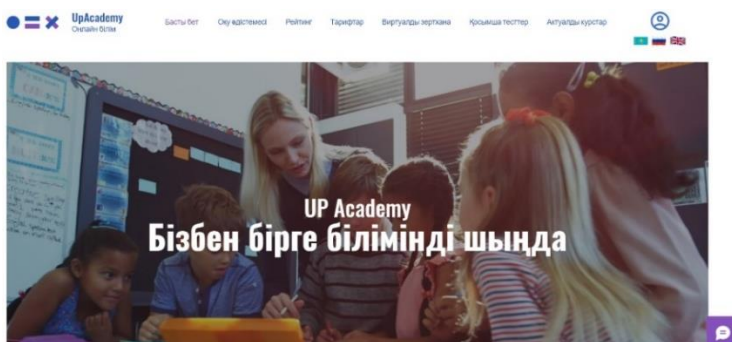 UpAcademy
Онлайн білім
Басты бет
Оқу әдістемесі
Рейтинг
Тарифтар
Виртуалды зертхана
Қосымша тесттер
Актуалды курстар
UP Academy
Бізбен бірге білімінді шыңда